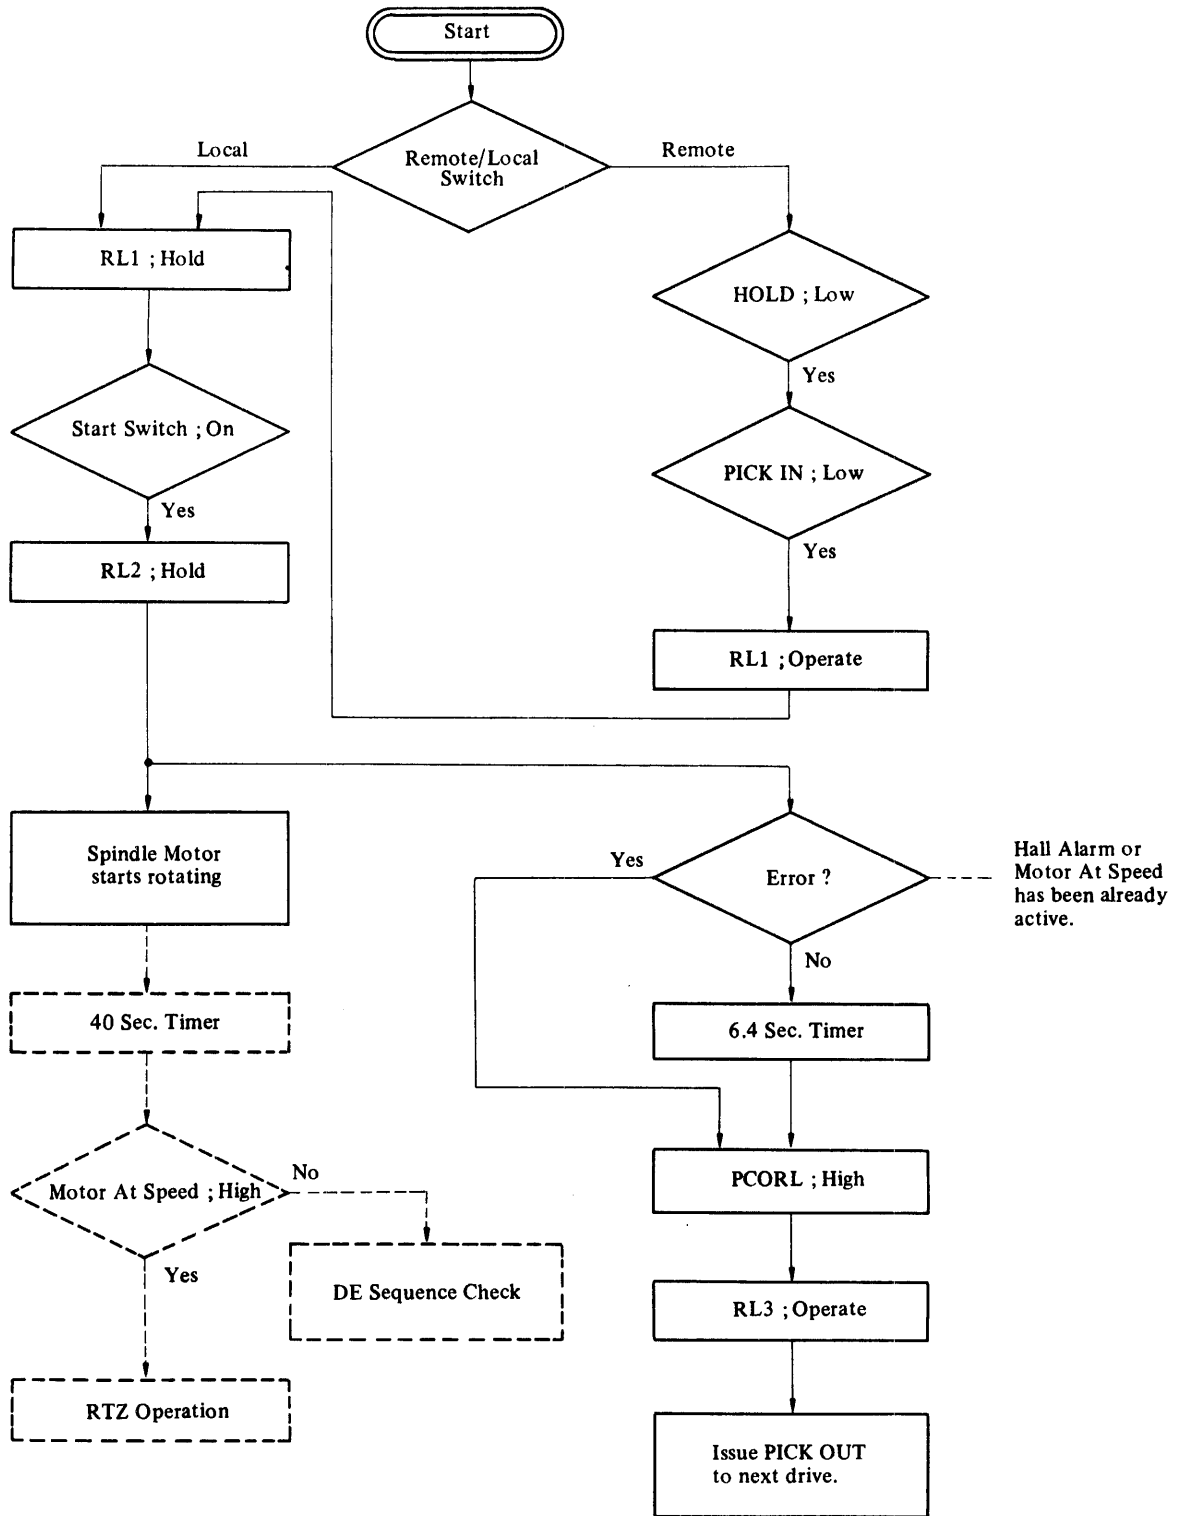 Start
Remote/Local
Switch
Local
Remote
RL1 ; Hold
HOLD ; Low
Yes
Start Switch ; On
PICK IN ; Low
Yes
Yes
RL2 ; Hold
RL1 ; Operate
Spindle Motor
starts rotating
Yes
Error ?
Hall Alarm or
Motor At Speed
has been already
active.
No
40 Sec. Timer
6.4 Sec. Timer
Motor At Speed ; High
No
PCORL ; High
Yes
DE Sequence Check
RL3 ; Operate
RTZ Operation
Issue PICK OUT
to next drive.